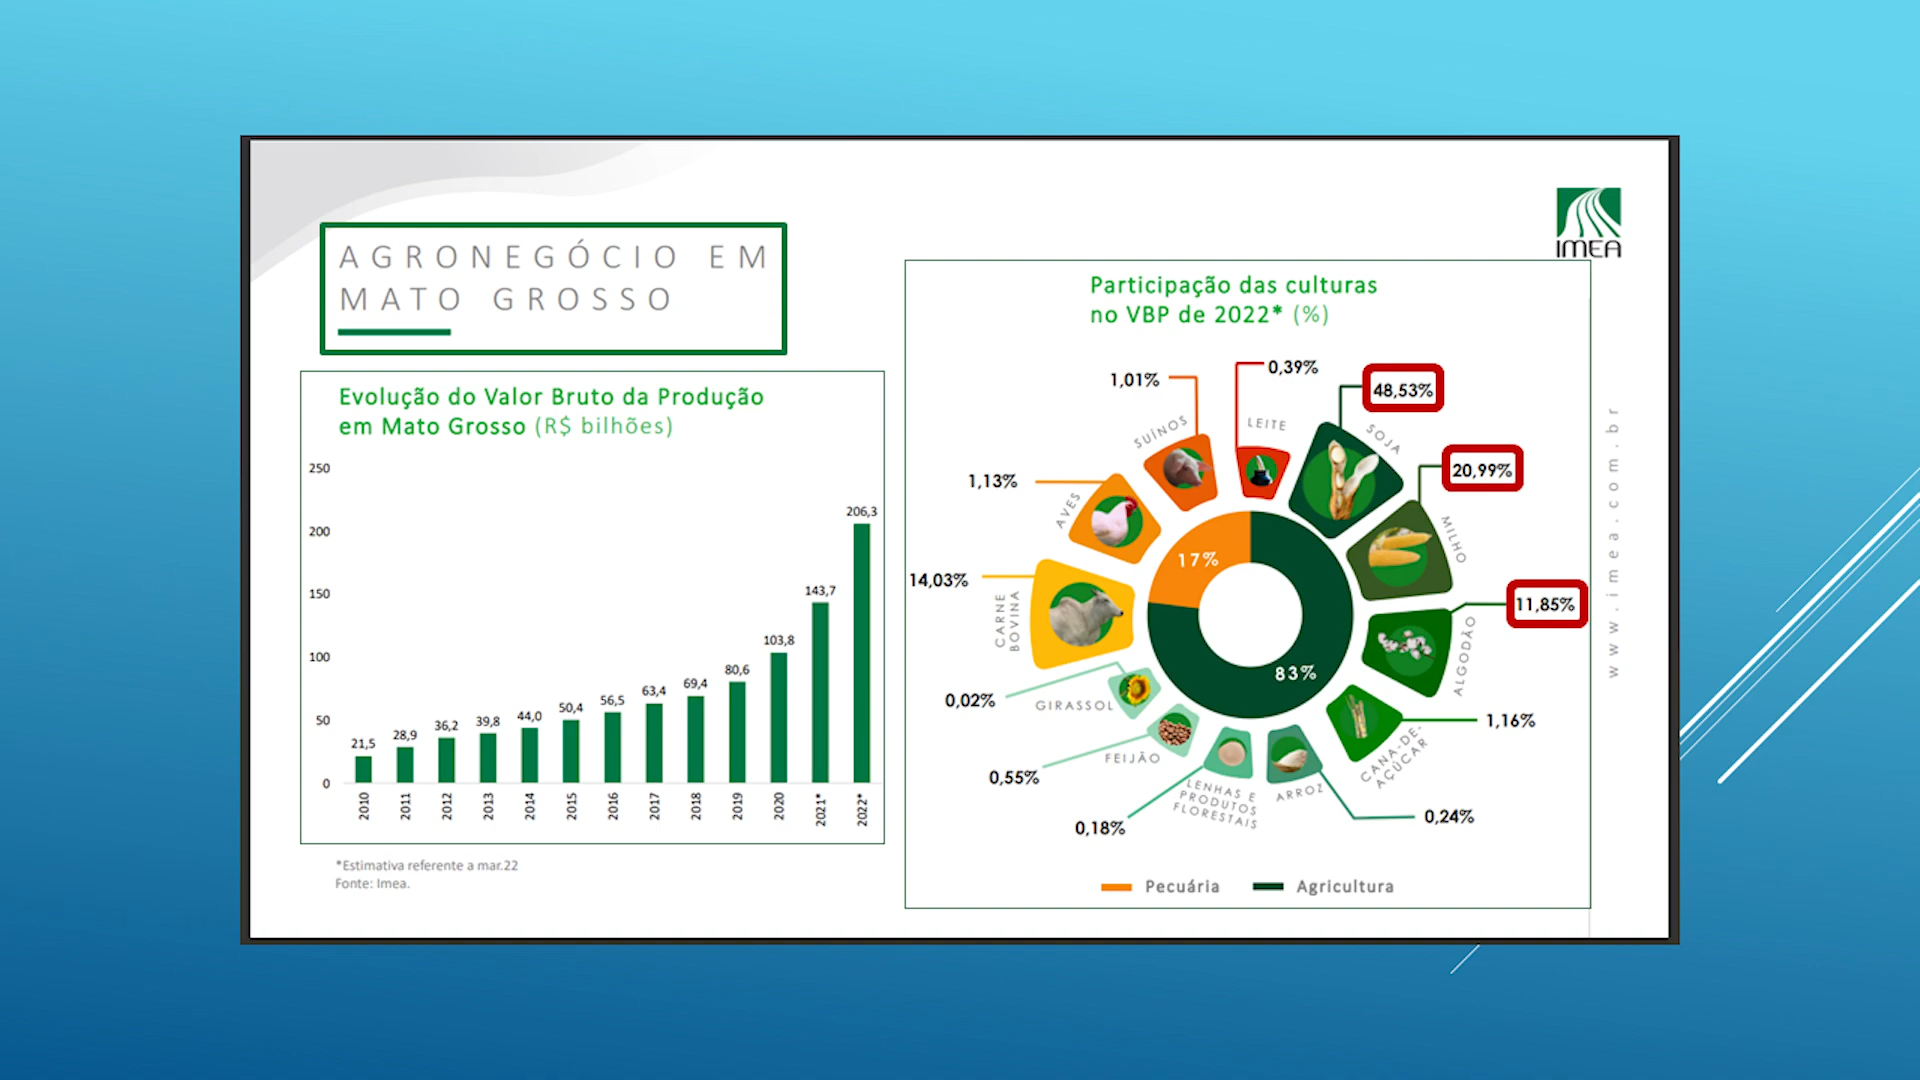 AGRONEGÓCIO EM
MATO GROSSO
IMEA
Evolução do Valor Bruto da Produção
em Mato Grosso (R$ bilhões)
250
200
150
100
50
0
21,5
28,9
36,2
39,8
44,0
50,4
56,5
63,4
69,4
80,6
103,8
143,7
206,3
2010
2011
2012
2013
2014
2015
2016
2017
2018
2019
2020
2021*
2022*
*Estimativa referente a mar.22
Fonte: Imea.
Participação das culturas
no VBP de 2022* (%)
0,39%
LEITE
48,53%
SOJA
20,99%
MILHO
11,85%
ALGODÃO
1,16%
CANA-DE-
AÇÚCAR
0,24%
ARROZ
0,18%
LENHAS E
PRODUTOS
FLORESTAIS
0,55%
FEIJÃO
0,02%
GIRASSOL
14,03%
CARNE
BOVINA
1,13%
AVES
1,01%
SUÍNOS
17%
83%
Pecuária
Agricultura
www.imea.com.br